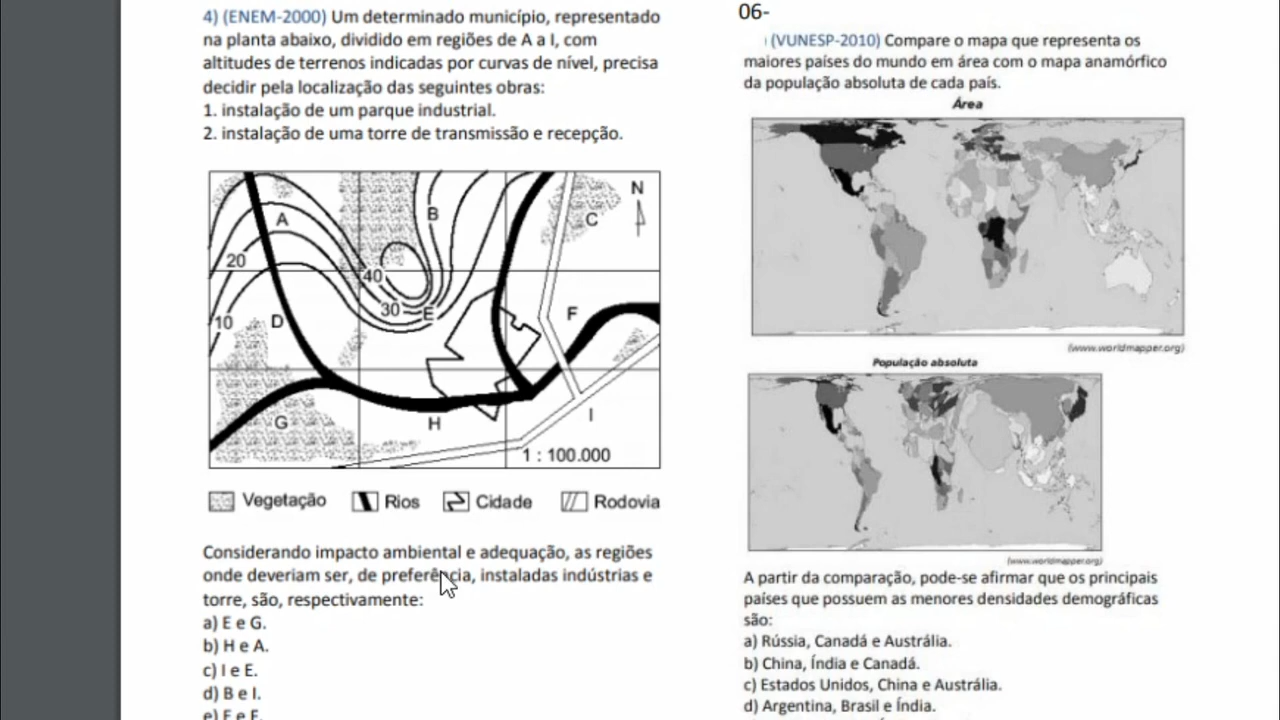 4) (ENEM-2000) Um determinado município, representado
na planta abaixo, dividido em regiões de A a I, com
altitudes de terrenos indicadas por curvas de nível, precisa
decidir pela localização das seguintes obras:
1. instalação de um parque industrial.
2. instalação de uma torre de transmissão e recepção.
N
A
B
C
20
40
30
E
10
D
F
G
H
I
1 : 100.000
Vegetação
Rios
Cidade
Rodovia
Considerando impacto ambiental e adequação, as regiões
onde deveriam ser, de preferência, instaladas indústrias e
torre, são, respectivamente:
a) E e G.
b) H e A.
c) I e E.
d) B e I.
e) F e F.
06-
(VUNESP-2010) Compare o mapa que representa os
maiores países do mundo em área com o mapa anamórfico
da população absoluta de cada país.
Área
(www.worldmapper.org)
População absoluta
(www.worldmapper.org)
A partir da comparação, pode-se afirmar que os principais
países que possuem as menores densidades demográficas
são:
a) Rússia, Canadá e Austrália.
b) China, Índia e Canadá.
c) Estados Unidos, China e Austrália.
d) Argentina, Brasil e Índia.